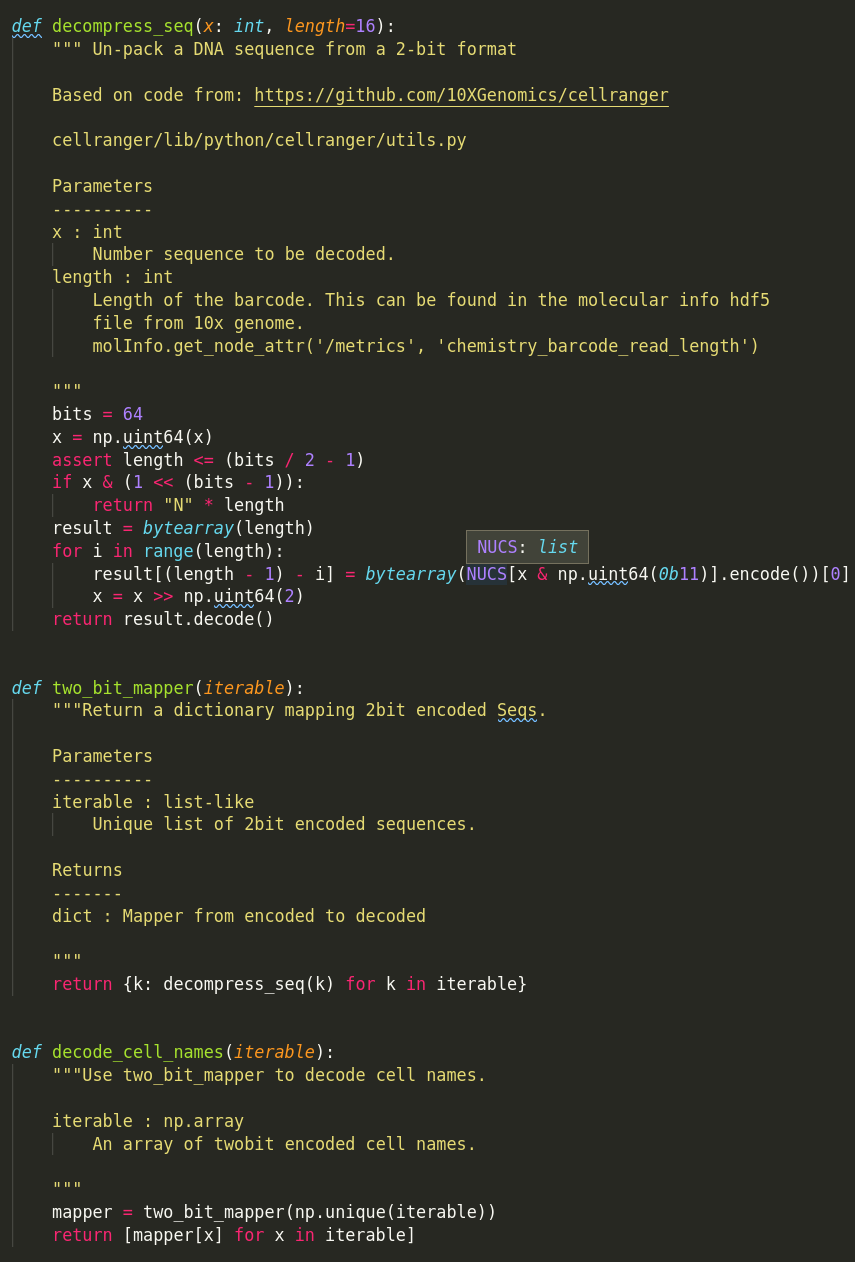 def decompress_seq(x: int, length=16):
    """ Un-pack a DNA sequence from a 2-bit format

    Based on code from: https://github.com/10XGenomics/cellranger

    cellranger/lib/python/cellranger/utils.py

    Parameters
    ----------
    x : int
        Number sequence to be decoded.
    length : int
        Length of the barcode. This can be found in the molecular info hdf5
        file from 10x genome.
        molInfo.get_node_attr('/metrics', 'chemistry_barcode_read_length')

    """
    bits = 64
    x = np.uint64(x)
    assert length <= (bits / 2 - 1)
    if x & (1 << (bits - 1)):
        return "N" * length
    result = bytearray(length)
    for i in range(length):
NUCS: list
        result[(length - 1) - i] = bytearray(NUCS[x & np.uint64(0b11)].encode())[0]
        x = x >> np.uint64(2)
    return result.decode()


def two_bit_mapper(iterable):
    """Return a dictionary mapping 2bit encoded Seqs.

    Parameters
    ----------
    iterable : list-like
        Unique list of 2bit encoded sequences.

    Returns
    -------
    dict : Mapper from encoded to decoded

    """
    return {k: decompress_seq(k) for k in iterable}


def decode_cell_names(iterable):
    """Use two_bit_mapper to decode cell names.

    iterable : np.array
        An array of twobit encoded cell names.

    """
    mapper = two_bit_mapper(np.unique(iterable))
    return [mapper[x] for x in iterable]